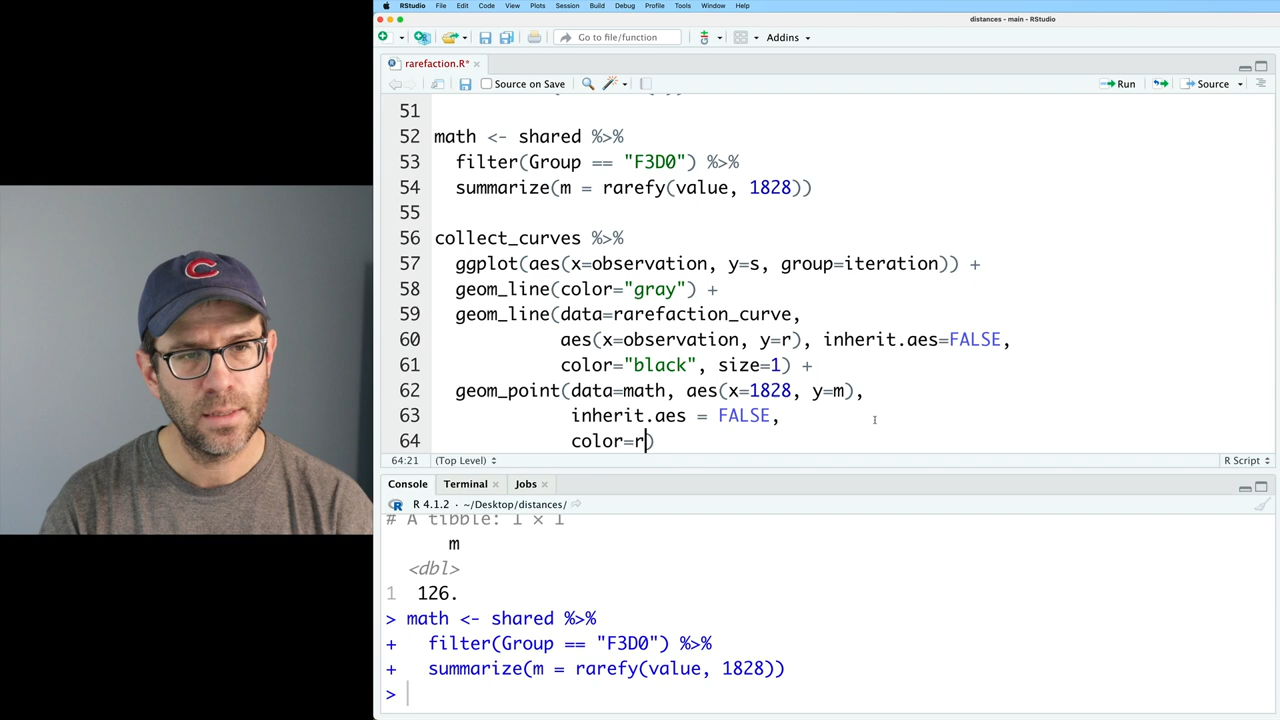 RStudio File Edit Code View Plots Session Build Debug Profile Tools Window Help
distances - main - RStudio
Go to file/function Addins
rarefaction.R*
Source on Save Run Source
51
52 math <- shared %>%
53 filter(Group == "F3D0") %>%
54 summarize(m = rarefy(value, 1828))
55
56 collect_curves %>%
57 ggplot(aes(x=observation, y=s, group=iteration)) +
58 geom_line(color="gray") +
59 geom_line(data=rarefaction_curve,
60 aes(x=observation, y=r), inherit.aes=FALSE,
61 color="black", size=1) +
62 geom_point(data=math, aes(x=1828, y=m),
63 inherit.aes = FALSE,
64 color=r)
64:21 (Top Level) R Script
Console Terminal Jobs
R 4.1.2 · ~/Desktop/distances/
# A tibble: 1 × 1
m
<dbl>
1 126.
> math <- shared %>%
+ filter(Group == "F3D0") %>%
+ summarize(m = rarefy(value, 1828))
>
C